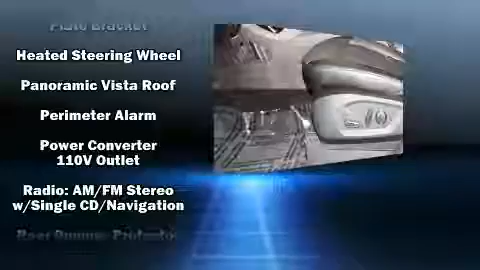 Heated Steering Wheel
Panoramic Vista Roof
Perimeter Alarm
Power Converter
110V Outlet
Radio: AM/FM Stereo
w/Single CD/Navigation